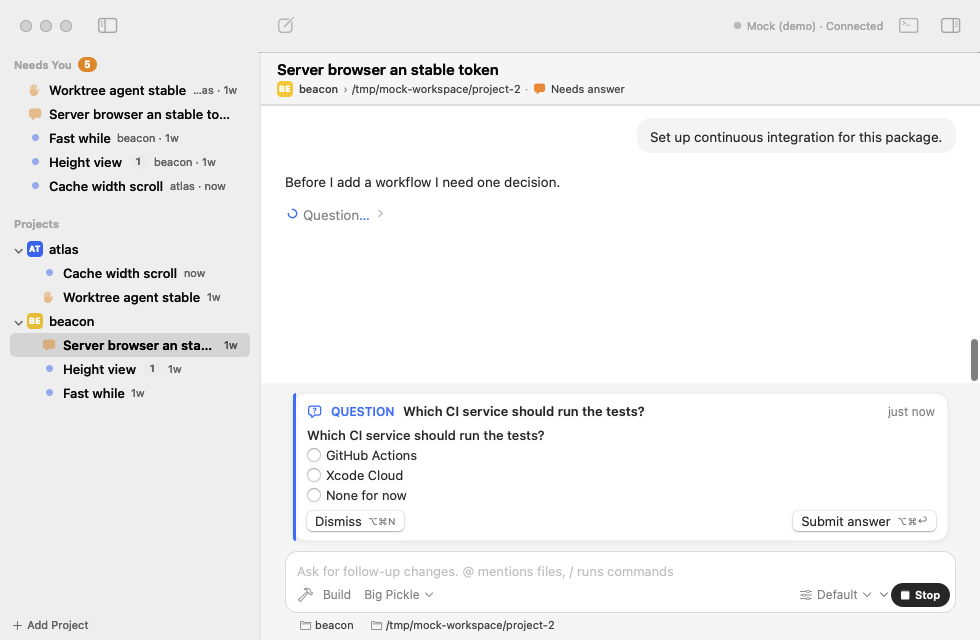 Mock (demo) · Connected
Needs You 5
Worktree agent stable ...as · 1w
Server browser an stable to...
Fast while beacon · 1w
Height view 1 beacon · 1w
Cache width scroll atlas · now
Projects
AT atlas
Cache width scroll now
Worktree agent stable 1w
BE beacon
Server browser an sta... 1w
Height view 1 1w
Fast while 1w
+ Add Project
Server browser an stable token
BE beacon › /tmp/mock-workspace/project-2 · Needs answer
Set up continuous integration for this package.
Before I add a workflow I need one decision.
Question...
QUESTION Which CI service should run the tests? just now
Which CI service should run the tests?
GitHub Actions
Xcode Cloud
None for now
Dismiss ⌥⌘N Submit answer ⌥⌘↩
Ask for follow-up changes. @ mentions files, / runs commands
Build Big Pickle Default Stop
beacon /tmp/mock-workspace/project-2